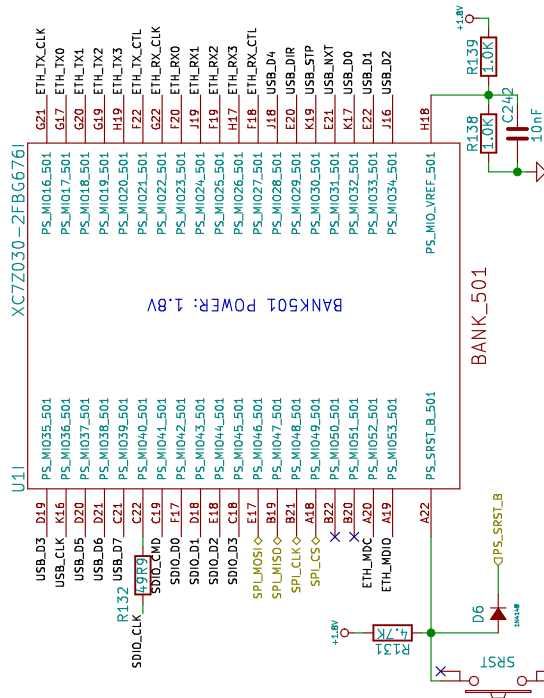 ETH_TX_CLK
ETH_TX0
ETH_TX1
ETH_TX2
ETH_TX3
ETH_TX_CTL
ETH_RX_CLK
ETH_RX0
ETH_RX1
ETH_RX2
ETH_RX3
ETH_RX_CTL
USB_D4
USB_DIR
USB_STP
USB_NXT
USB_D0
USB_D1
USB_D2
G21
G17
G20
G19
H19
F22
G22
F20
J19
F19
H17
F18
J18
E20
K19
E21
K17
E22
J16
H18
+1.8V
R139
1.0K
R138
1.0K
C242
10nF
XC7Z030-2FBG676I
PS_MIO16_501
PS_MIO17_501
PS_MIO18_501
PS_MIO19_501
PS_MIO20_501
PS_MIO21_501
PS_MIO22_501
PS_MIO23_501
PS_MIO24_501
PS_MIO25_501
PS_MIO26_501
PS_MIO27_501
PS_MIO28_501
PS_MIO29_501
PS_MIO30_501
PS_MIO31_501
PS_MIO32_501
PS_MIO33_501
PS_MIO34_501
PS_MIO_VREF_501
BANK501 POWER: 1.8V
BANK_501
U1I
PS_MIO35_501
PS_MIO36_501
PS_MIO37_501
PS_MIO38_501
PS_MIO39_501
PS_MIO40_501
PS_MIO41_501
PS_MIO42_501
PS_MIO43_501
PS_MIO44_501
PS_MIO45_501
PS_MIO46_501
PS_MIO47_501
PS_MIO48_501
PS_MIO49_501
PS_MIO50_501
PS_MIO51_501
PS_MIO52_501
PS_MIO53_501
PS_SRST_B_501
D19
K16
D20
D21
C21
C22
C19
F17
D18
E18
C18
E17
B19
B21
A18
B22
B20
A20
A19
A22
USB_D3
USB_CLK
USB_D5
USB_D6
USB_D7
R132
49R9
SDIO_CLK
SDIO_CMD
SDIO_D0
SDIO_D1
SDIO_D2
SDIO_D3
SPI_MOSI
SPI_MISO
SPI_CLK
SPI_CS
ETH_MDC
ETH_MDIO
+1.8V
R131
4.7K
PS_SRST_B
D6
1N4148
SRST